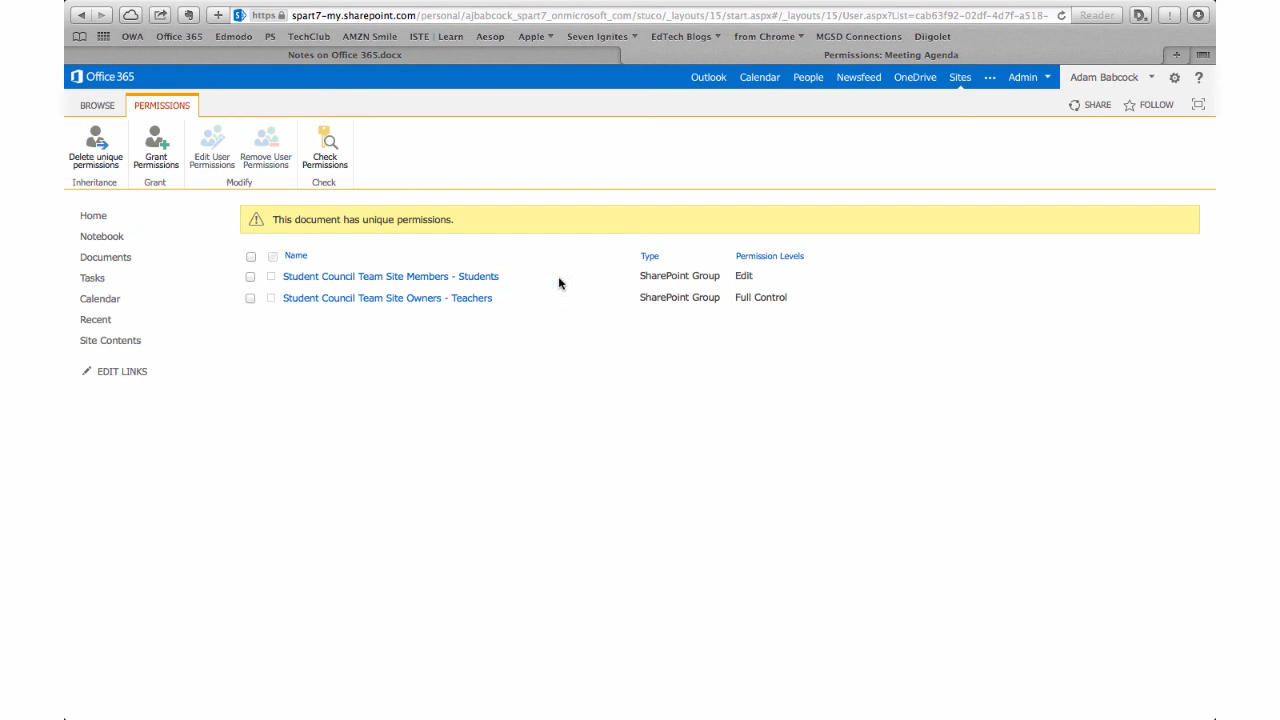 https spart7-my.sharepoint.com/personal/ajbabcock_spart7_onmicrosoft_com/stuco/_layouts/15/start.aspx#/_layouts/15/User.aspx?List=cab63f92-02df-4d7f-a518- Reader
OWA Office 365 Edmodo PS TechClub AMZN Smile ISTE | Learn Aesop Apple Seven Ignites EdTech Blogs from Chrome MGSD Connections Diigolet
Notes on Office 365.docx Permissions: Meeting Agenda
Office 365 Outlook Calendar People Newsfeed OneDrive Sites ••• Admin Adam Babcock ?
BROWSE PERMISSIONS SHARE FOLLOW
Delete unique permissions Grant Permissions Edit User Permissions Remove User Permissions Check Permissions
Inheritance Grant Modify Check
Home
Notebook
Documents
Tasks
Calendar
Recent
Site Contents
EDIT LINKS
This document has unique permissions.
Name Type Permission Levels
Student Council Team Site Members - Students SharePoint Group Edit
Student Council Team Site Owners - Teachers SharePoint Group Full Control